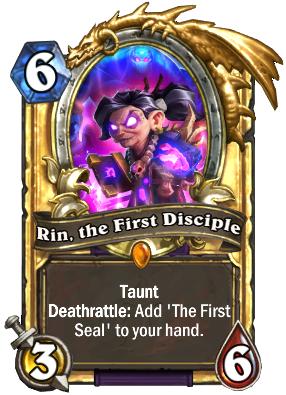 6
Rin, the First Disciple
Taunt
Deathrattle: Add 'The First
Seal' to your hand.
3
6